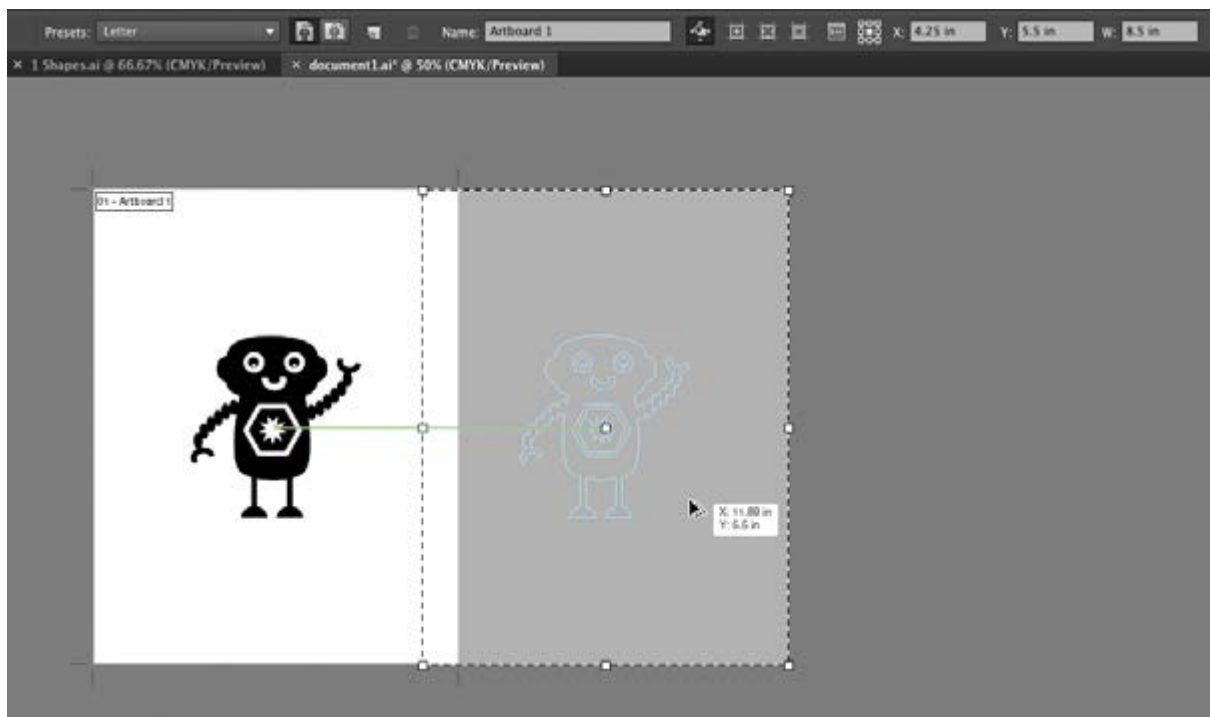 Presets: Letter Name: Artboard 1 X: 4.25 in Y: 5.5 in W: 8.5 in
× 1 Shapes.ai @ 66.67% (CMYK/Preview) × document1.ai* @ 50% (CMYK/Preview)
01 - Artboard 1
X: 11.89 in
Y: 5.5 in